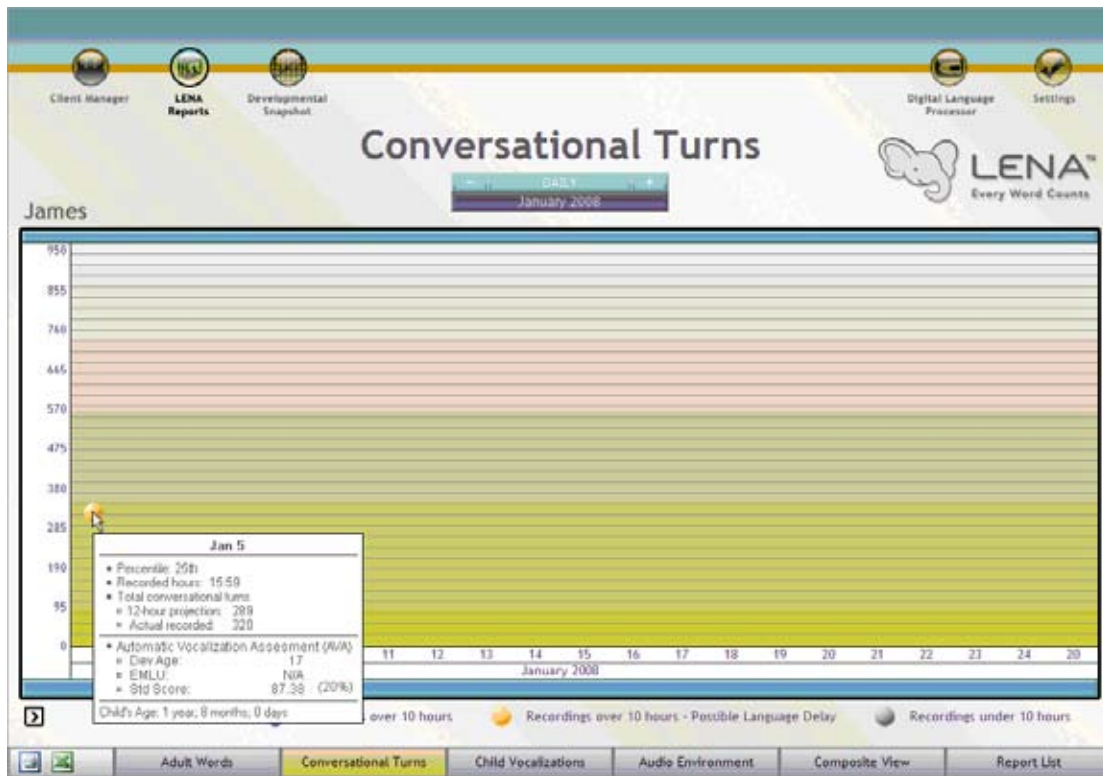 Client Manager
LENA Reports
Developmental Snapshot
Digital Language Processor
Settings
Conversational Turns
LENA™
Every Word Counts
DAILY
January 2008
James
950
855
760
665
570
475
380
285
190
95
0
Jan 5
Percentile: 25th
Recorded hours: 15:59
Total conversational turns
12-hour projection: 289
Actual recorded: 320
Automatic Vocalization Assesment (AVA)
Dev Age: 17
EMLU: N/A
Std Score: 87.38 (20%)
Child's Age: 1 year, 8 months, 0 days
11 12 13 14 15 16 17 18 19 20 21 22 23 24
January 2008
over 10 hours
Recordings over 10 hours - Possible Language Delay
Recordings under 10 hours
Adult Words
Conversational Turns
Child Vocalizations
Audio Environment
Composite View
Report List